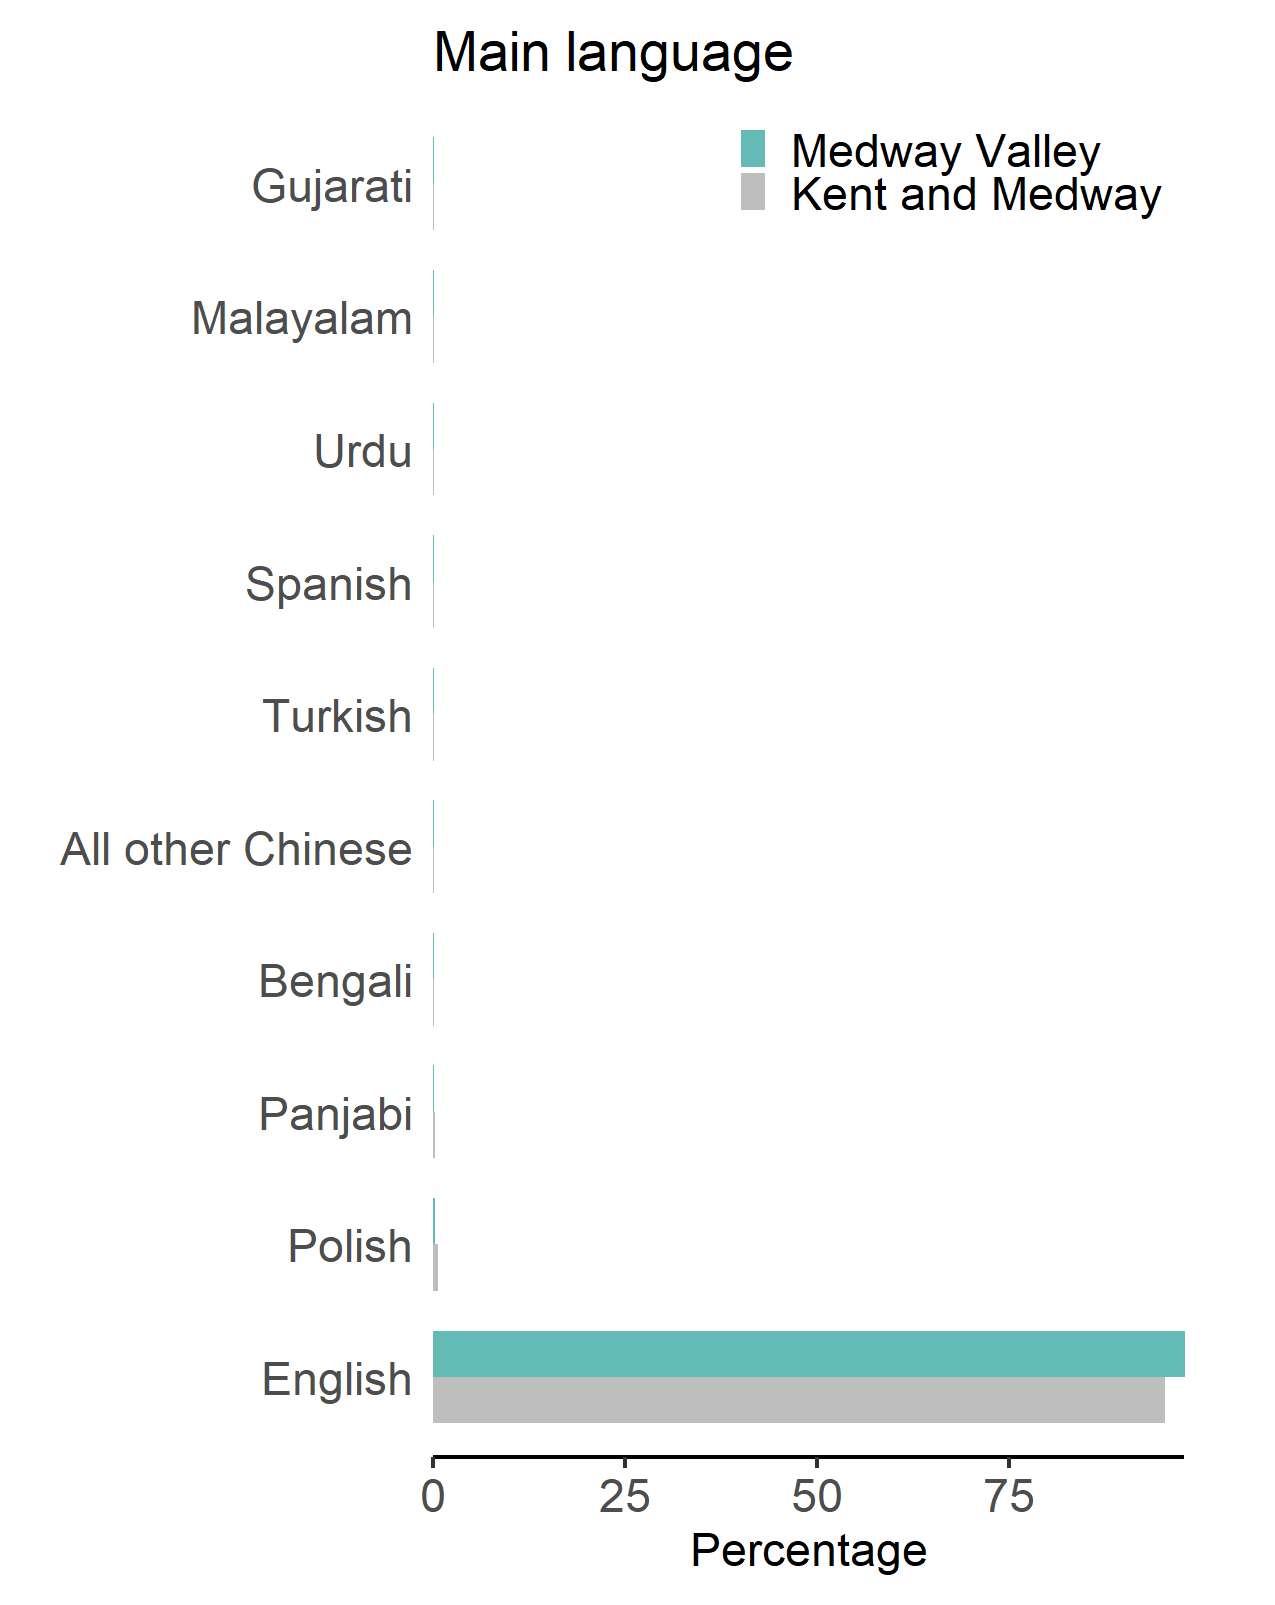 Main language
Medway Valley
Kent and Medway
Gujarati
Malayalam
Urdu
Spanish
Turkish
All other Chinese
Bengali
Panjabi
Polish
English
0 25 50 75
Percentage